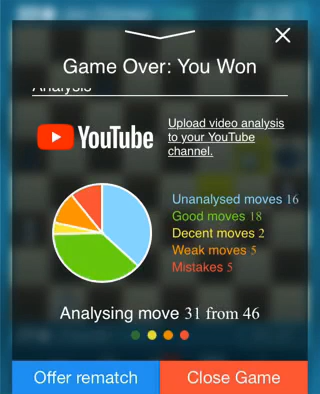 Game Over: You Won
Analysis
YouTube
Upload video analysis
to your YouTube
channel.
Unanalysed moves 16
Good moves 18
Decent moves 2
Weak moves 5
Mistakes 5
Analysing move 31 from 46
Offer rematch
Close Game